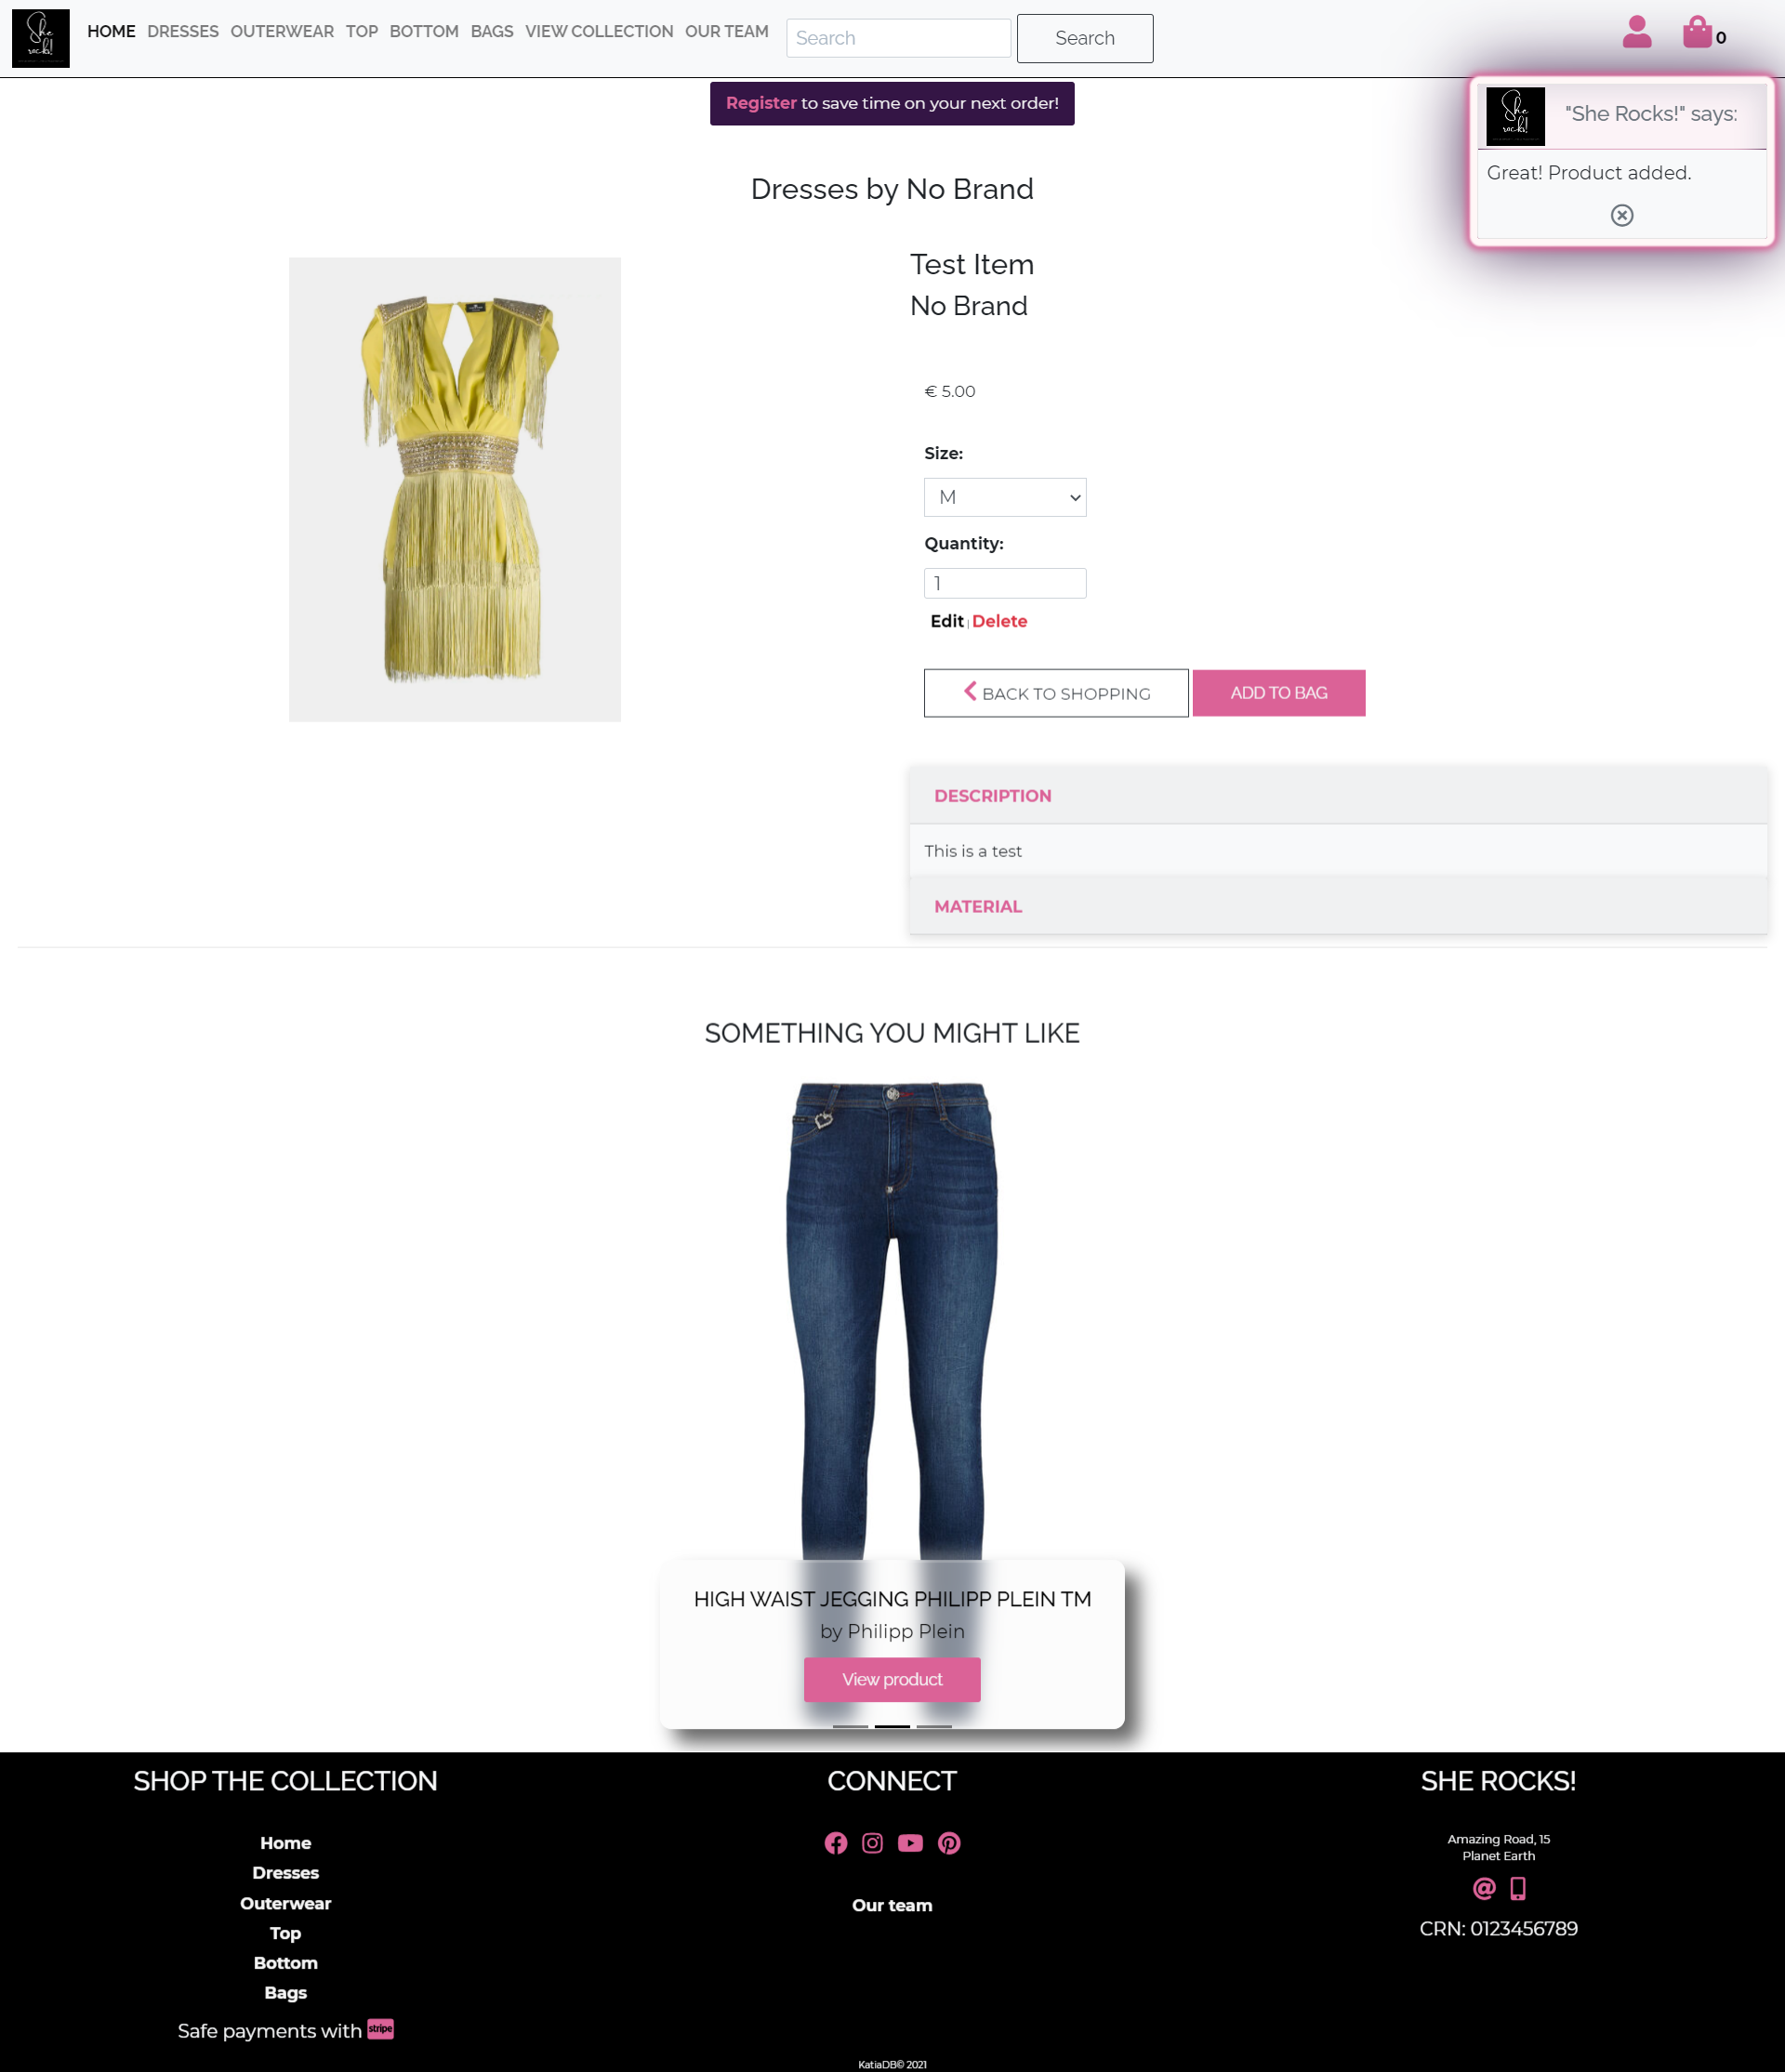 She rocks!
HOME DRESSES OUTERWEAR TOP BOTTOM BAGS VIEW COLLECTION OUR TEAM Search Search 0
Register to save time on your next order!
She rocks! "She Rocks!" says:
Great! Product added.
Dresses by No Brand
Test Item
No Brand
€ 5.00
Size:
M
Quantity:
1
Edit | Delete
BACK TO SHOPPING ADD TO BAG
DESCRIPTION
This is a test
MATERIAL
SOMETHING YOU MIGHT LIKE
HIGH WAIST JEGGING PHILIPP PLEIN TM
by Philipp Plein
View product
SHOP THE COLLECTION
Home
Dresses
Outerwear
Top
Bottom
Bags
Safe payments with stripe
CONNECT
Our team
SHE ROCKS!
Amazing Road, 15
Planet Earth
CRN: 0123456789
KatiaDB© 2021